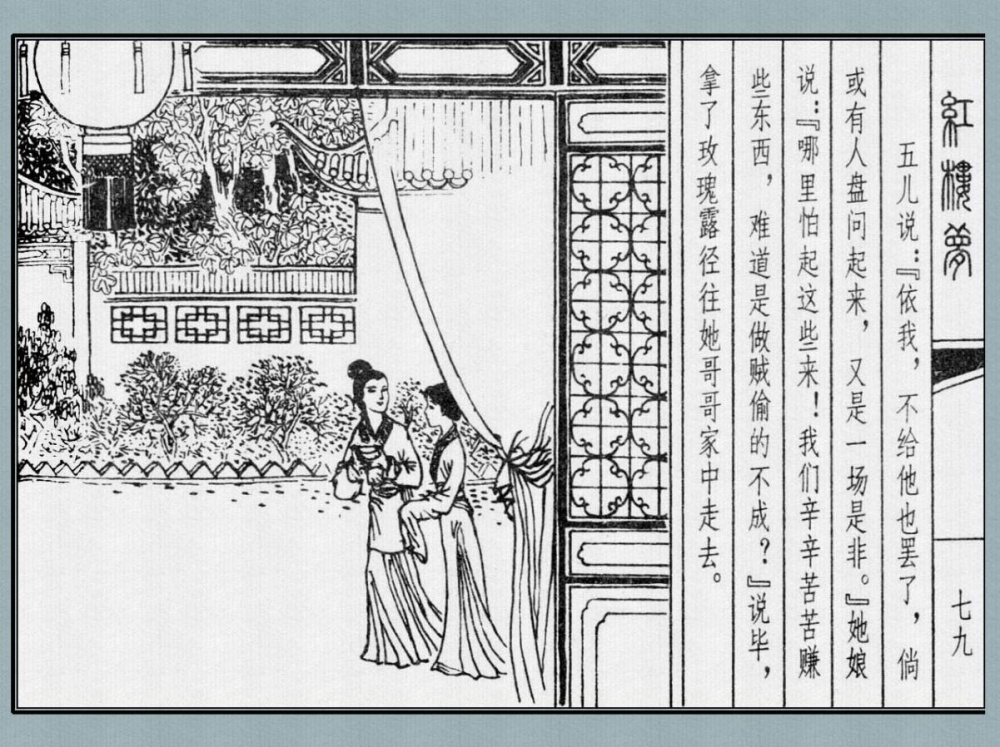 紅樓夢
七九
五儿说：『依我，不给他也罢了，倘
或有人盘问起来，又是一场是非。』她娘
说：『哪里怕起这些来！我们辛辛苦苦赚
些东西，难道是做贼偷的不成？』说毕，
拿了玫瑰露径往她哥哥家中走去。